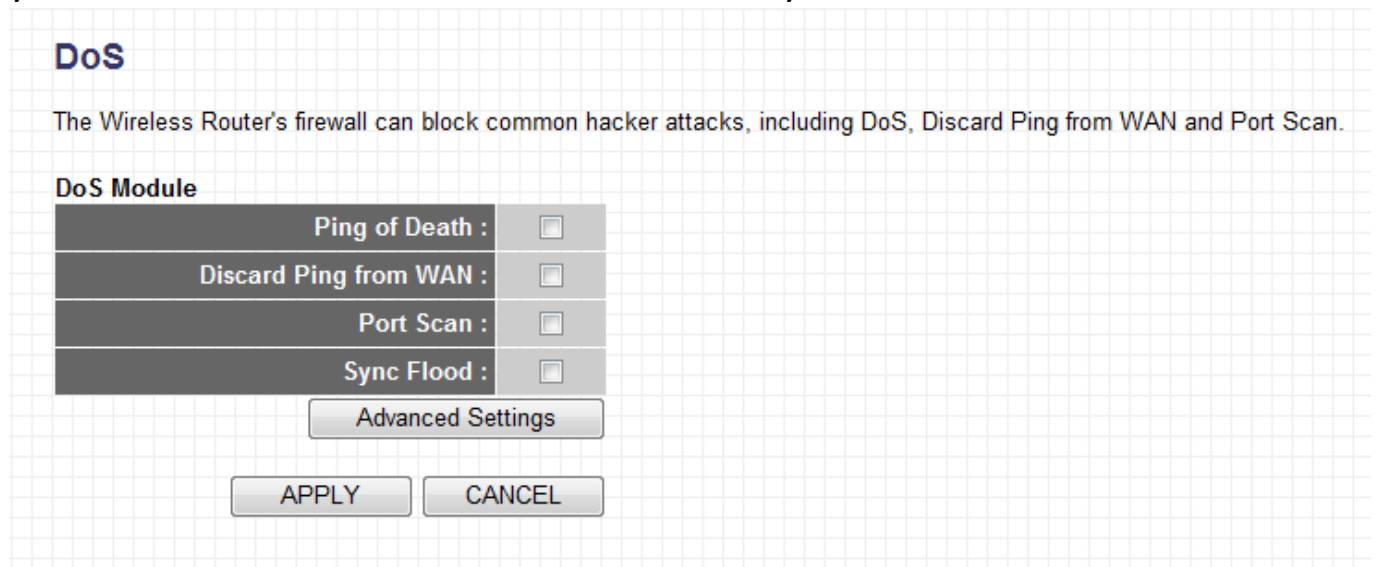 DoS
The Wireless Router's firewall can block common hacker attacks, including DoS, Discard Ping from WAN and Port Scan.
DoS Module
Ping of Death :
Discard Ping from WAN :
Port Scan :
Sync Flood :
Advanced Settings
APPLY CANCEL